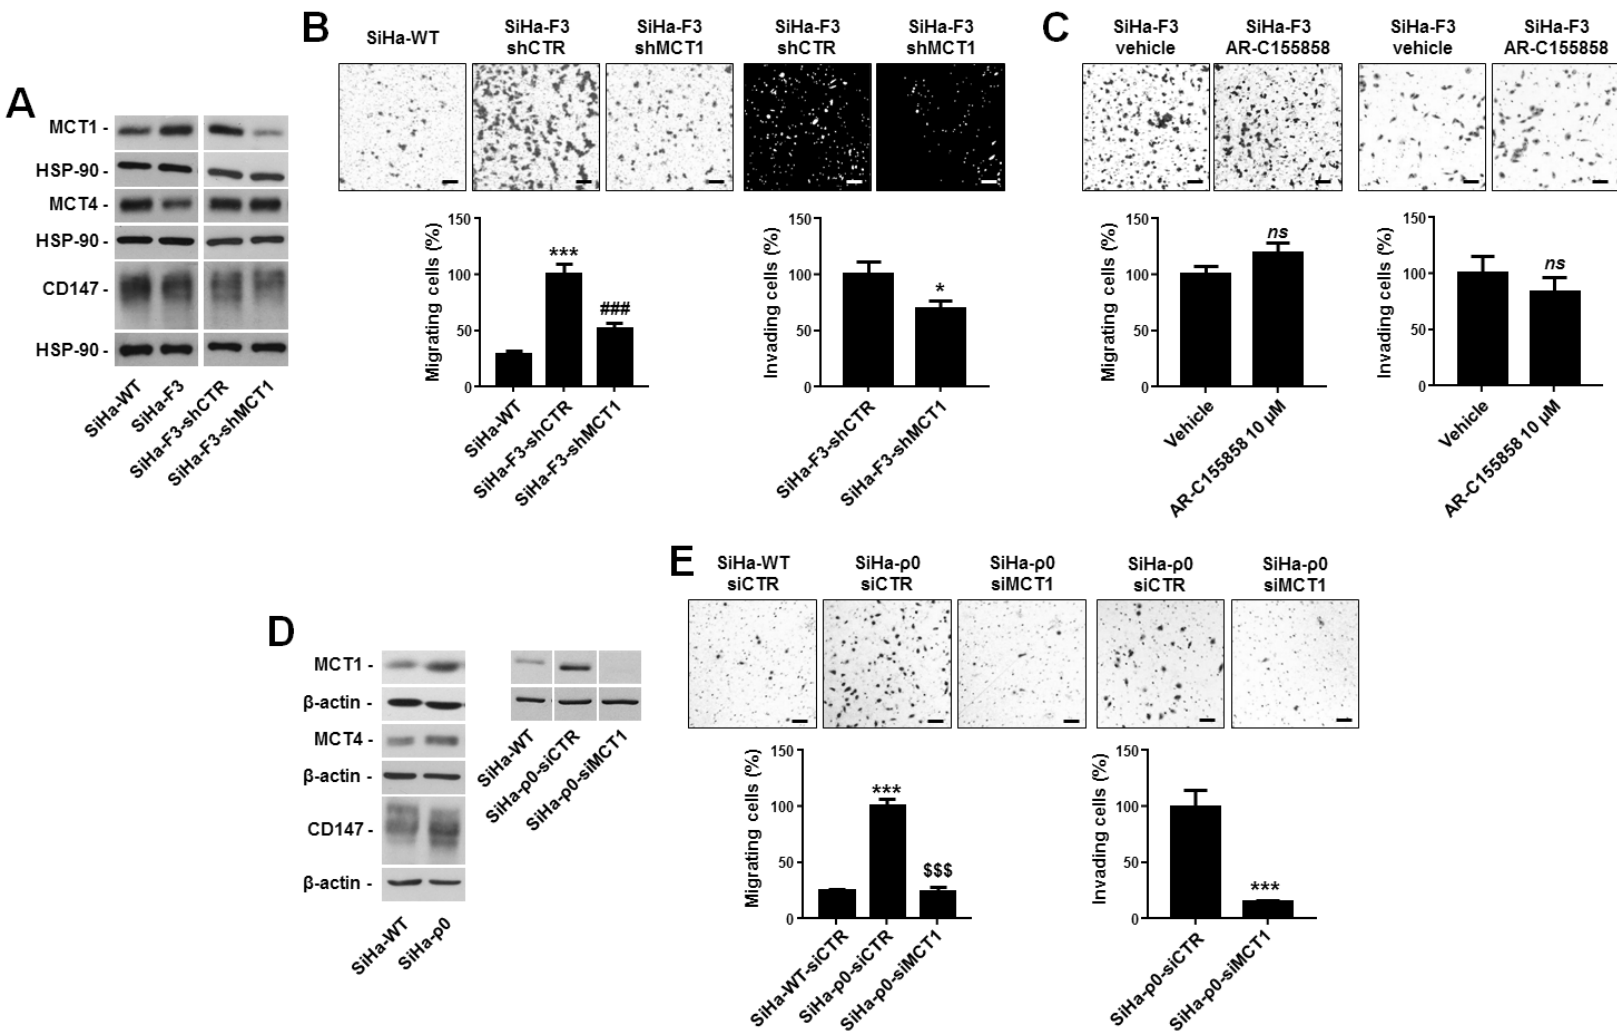 A
MCT1 -
HSP-90 -
MCT4 -
HSP-90 -
CD147 -
HSP-90 -
SiHa-WT
SiHa-F3
SiHa-F3-shCTR
SiHa-F3-shMCT1
B
SiHa-WT
SiHa-F3
shCTR
SiHa-F3
shMCT1
SiHa-F3
shCTR
SiHa-F3
shMCT1
Migrating cells (%)
150
100
50
0
***
###
SiHa-WT
SiHa-F3-shCTR
SiHa-F3-shMCT1
Invading cells (%)
150
100
50
0
*
SiHa-F3-shCTR
SiHa-F3-shMCT1
C
SiHa-F3
vehicle
SiHa-F3
AR-C155858
SiHa-F3
vehicle
SiHa-F3
AR-C155858
Migrating cells (%)
150
100
50
0
ns
Vehicle
AR-C155858 10 µM
Invading cells (%)
150
100
50
0
ns
Vehicle
AR-C155858 10 µM
D
MCT1 -
β-actin -
MCT4 -
β-actin -
CD147 -
β-actin -
SiHa-WT
SiHa-ρ0
SiHa-WT
SiHa-ρ0-siCTR
SiHa-ρ0-siMCT1
E
SiHa-WT
siCTR
SiHa-ρ0
siCTR
SiHa-ρ0
siMCT1
SiHa-ρ0
siCTR
SiHa-ρ0
siMCT1
Migrating cells (%)
150
100
50
0
***
$$$
SiHa-WT-siCTR
SiHa-ρ0-siCTR
SiHa-ρ0-siMCT1
Invading cells (%)
150
100
50
0
***
SiHa-ρ0-siCTR
SiHa-ρ0-siMCT1